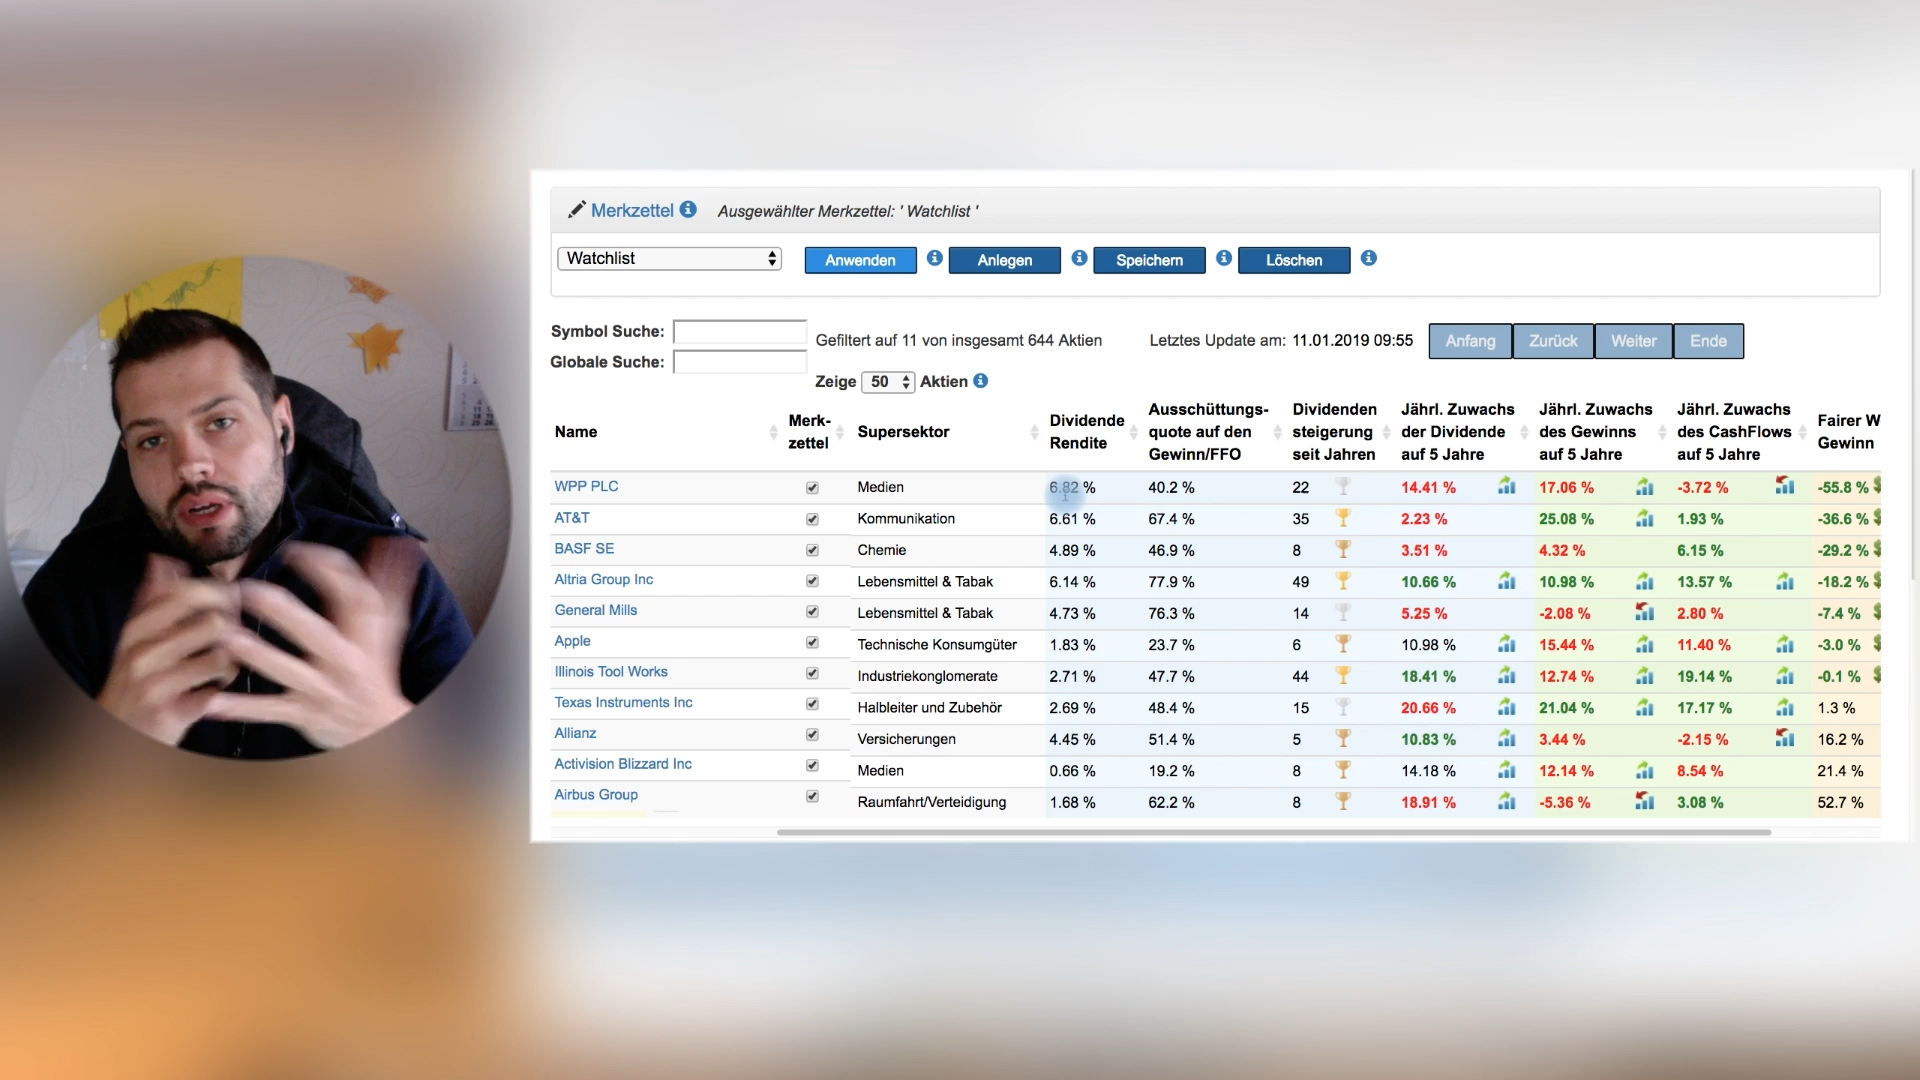 Merkzettel Ausgewählter Merkzettel: ' Watchlist '
Watchlist Anwenden Anlegen Speichern Löschen
Symbol Suche:
Globale Suche:
Gefiltert auf 11 von insgesamt 644 Aktien
Letztes Update am: 11.01.2019 09:55
Anfang Zurück Weiter Ende
Zeige 50 Aktien
Name
Merk-
zettel
Supersektor
Dividende
Rendite
Ausschüttungs-
quote auf den
Gewinn/FFO
Dividenden
steigerung
seit Jahren
Jährl. Zuwachs
der Dividende
auf 5 Jahre
Jährl. Zuwachs
des Gewinns
auf 5 Jahre
Jährl. Zuwachs
des CashFlows
auf 5 Jahre
Fairer W
Gewinn
WPP PLC Medien 6.82 % 40.2 % 22 14.41 % 17.06 % -3.72 % -55.8 %
AT&T Kommunikation 6.61 % 67.4 % 35 2.23 % 25.08 % 1.93 % -36.6 %
BASF SE Chemie 4.89 % 46.9 % 8 3.51 % 4.32 % 6.15 % -29.2 %
Altria Group Inc Lebensmittel & Tabak 6.14 % 77.9 % 49 10.66 % 10.98 % 13.57 % -18.2 %
General Mills Lebensmittel & Tabak 4.73 % 76.3 % 14 5.25 % -2.08 % 2.80 % -7.4 %
Apple Technische Konsumgüter 1.83 % 23.7 % 6 10.98 % 15.44 % 11.40 % -3.0 %
Illinois Tool Works Industriekonglomerate 2.71 % 47.7 % 44 18.41 % 12.74 % 19.14 % -0.1 %
Texas Instruments Inc Halbleiter und Zubehör 2.69 % 48.4 % 15 20.66 % 21.04 % 17.17 % 1.3 %
Allianz Versicherungen 4.45 % 51.4 % 5 10.83 % 3.44 % -2.15 % 16.2 %
Activision Blizzard Inc Medien 0.66 % 19.2 % 8 14.18 % 12.14 % 8.54 % 21.4 %
Airbus Group Raumfahrt/Verteidigung 1.68 % 62.2 % 8 18.91 % -5.36 % 3.08 % 52.7 %